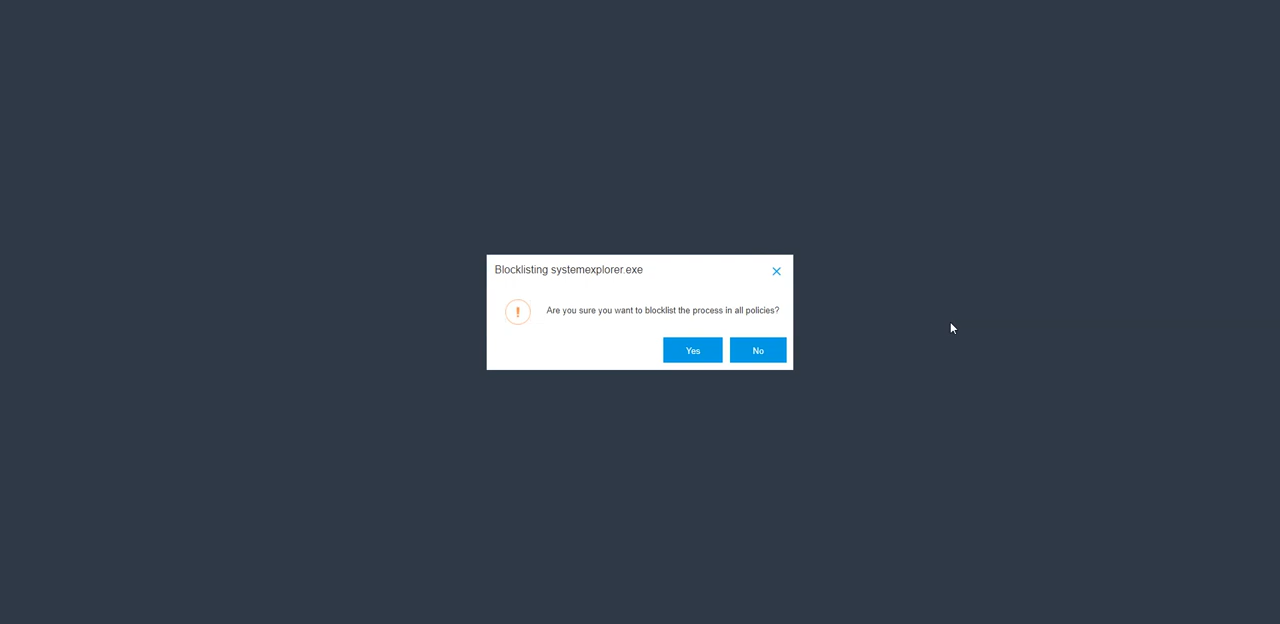 Blocklisting systemexplorer.exe
Are you sure you want to blocklist the process in all policies?
Yes
No